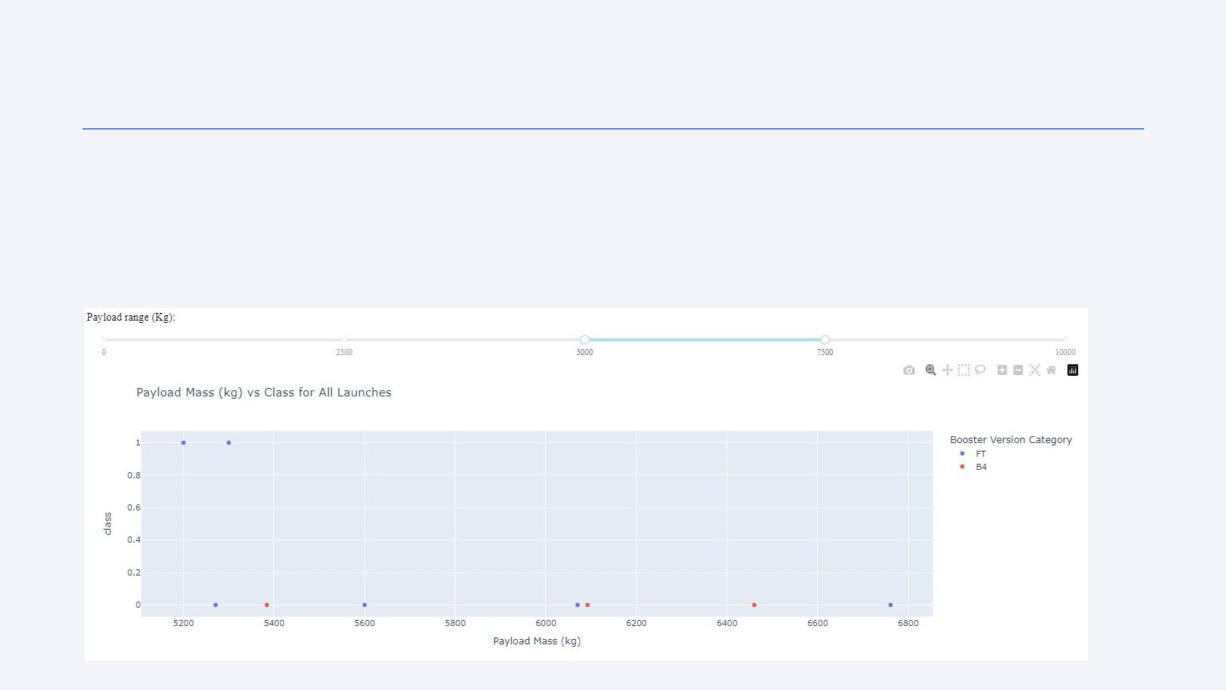 Payload range (Kg):
0 2500 5000 7500 10000
Payload Mass (kg) vs Class for All Launches
Booster Version Category
FT
B4
1
0.8
0.6
0.4
0.2
0
class
5200 5400 5600 5800 6000 6200 6400 6600 6800
Payload Mass (kg)